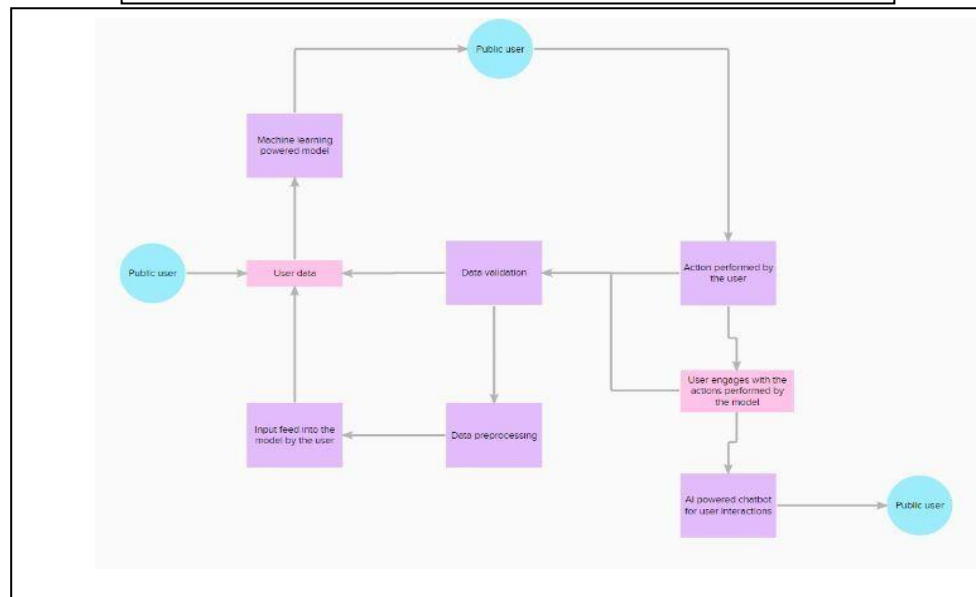 Public user
Machine learning
powered model
Public user
User data
Data validation
Action performed by
the user
User engages with the
actions performed by
the model
Input feed into the
model by the user
Data preprocessing
AI powered chatbot
for user interactions
Public user